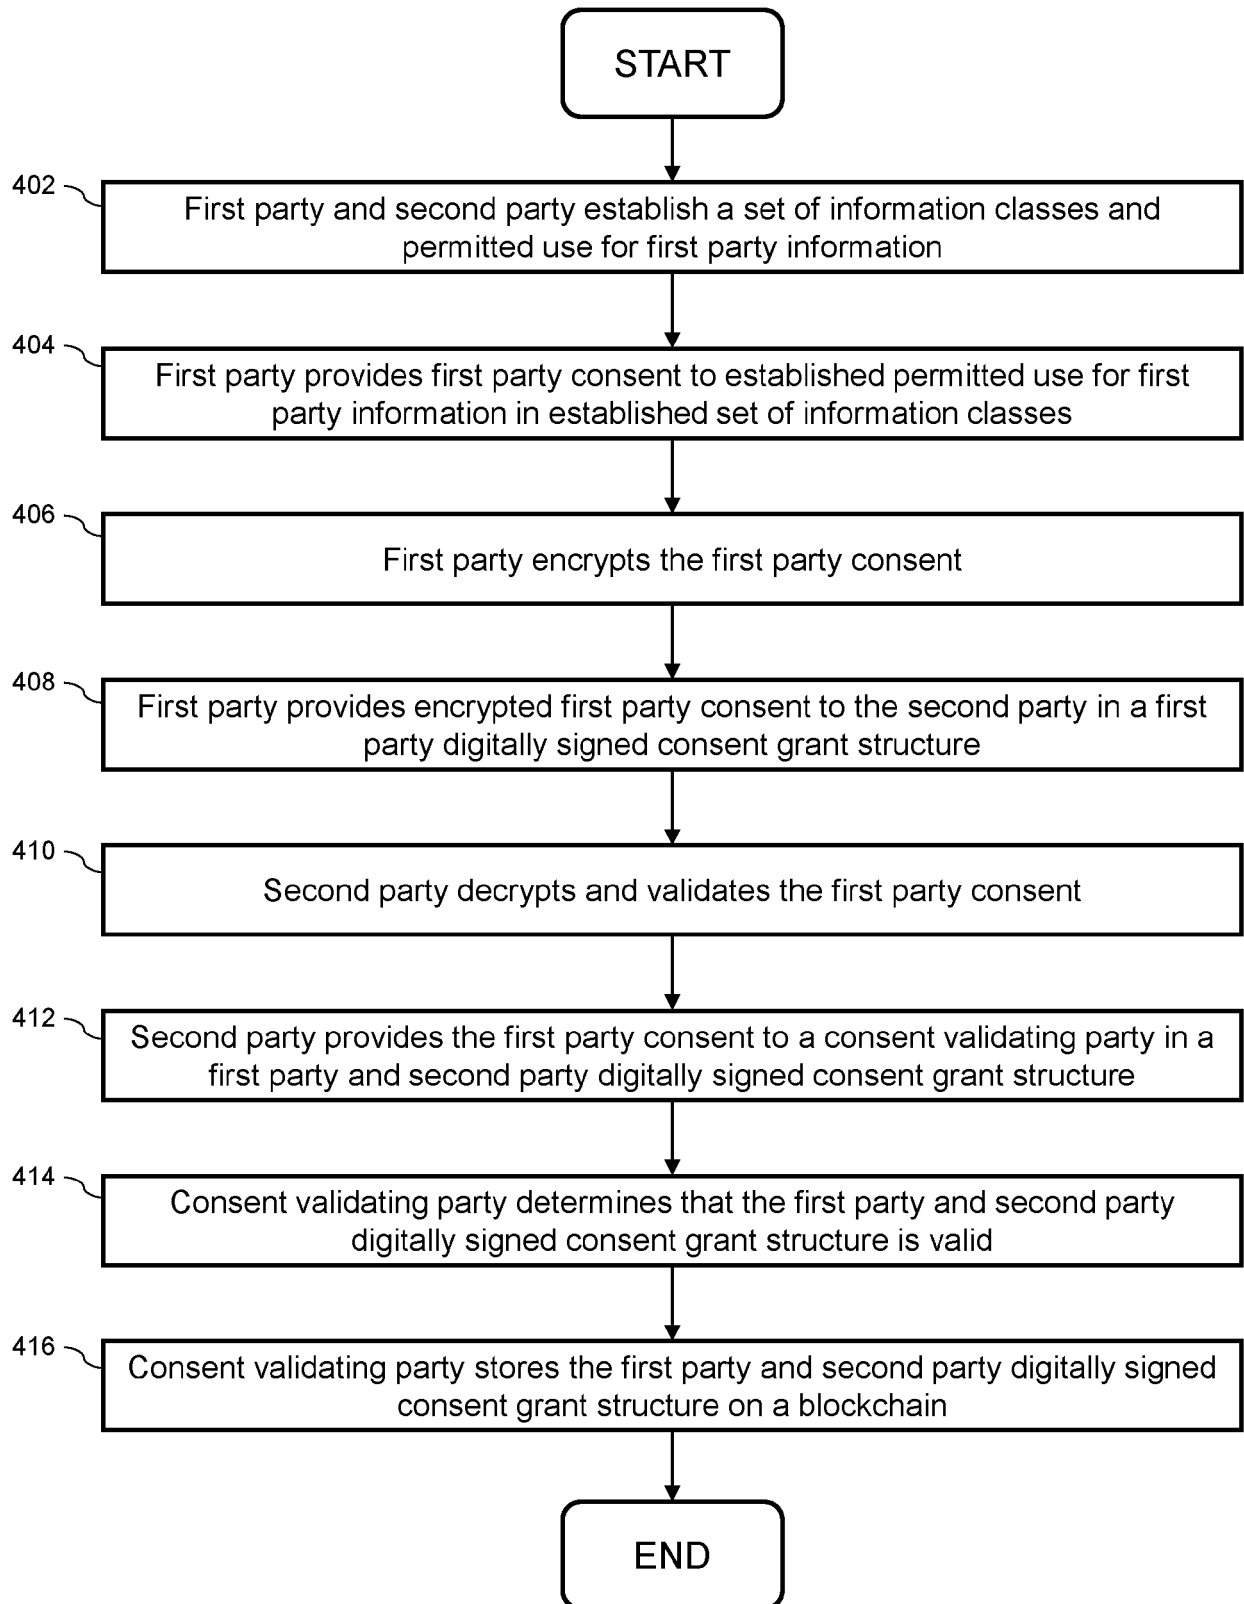 START
402
First party and second party establish a set of information classes and
permitted use for first party information
404
First party provides first party consent to established permitted use for first
party information in established set of information classes
406
First party encrypts the first party consent
408
First party provides encrypted first party consent to the second party in a first
party digitally signed consent grant structure
410
Second party decrypts and validates the first party consent
412
Second party provides the first party consent to a consent validating party in a
first party and second party digitally signed consent grant structure
414
Consent validating party determines that the first party and second party
digitally signed consent grant structure is valid
416
Consent validating party stores the first party and second party digitally signed
consent grant structure on a blockchain
END